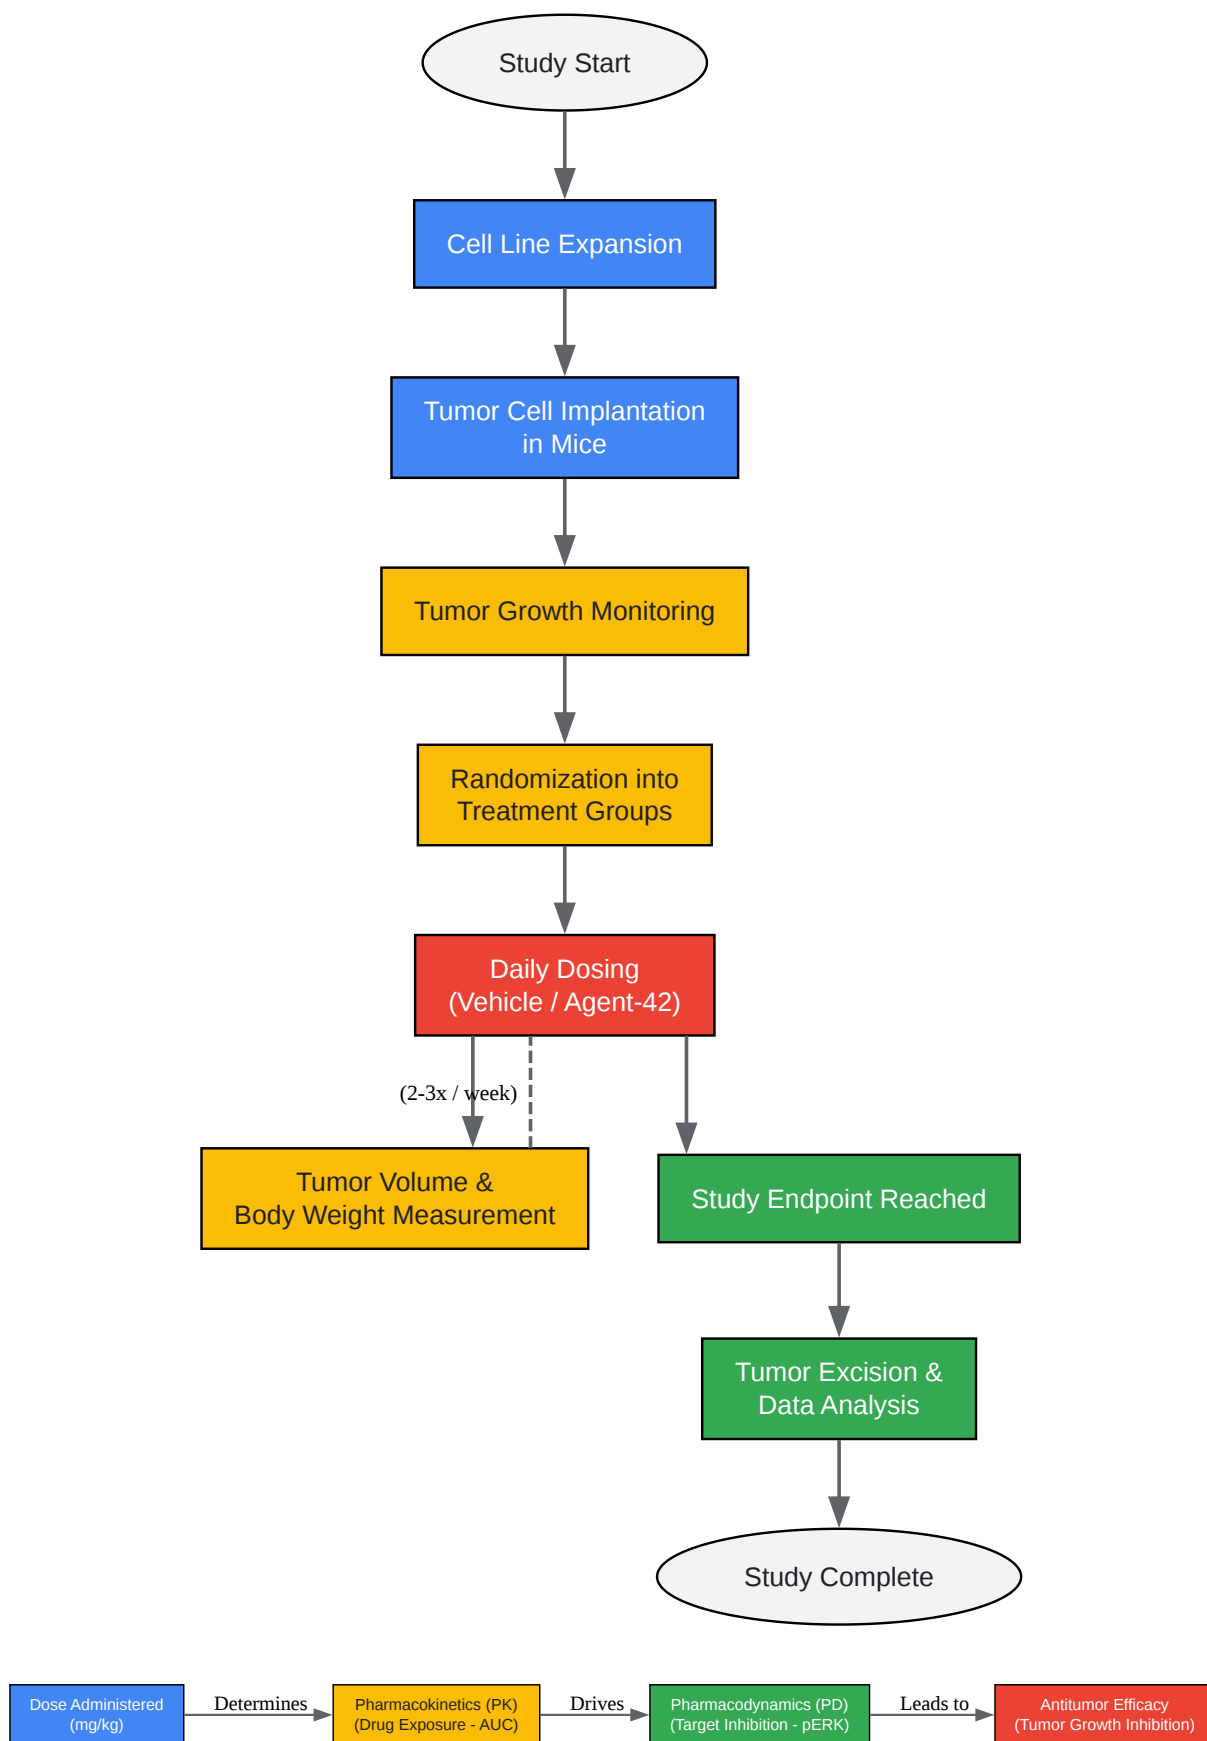 Study Start
Cell Line Expansion
Tumor Cell Implantation
in Mice
Tumor Growth Monitoring
Randomization into
Treatment Groups
Daily Dosing
(Vehicle / Agent-42)
(2-3x / week)
Tumor Volume &
Body Weight Measurement
Study Endpoint Reached
Tumor Excision &
Data Analysis
Study Complete
Dose Administered
(mg/kg)
Determines
Pharmacokinetics (PK)
(Drug Exposure - AUC)
Drives
Pharmacodynamics (PD)
(Target Inhibition - pERK)
Leads to
Antitumor Efficacy
(Tumor Growth Inhibition)